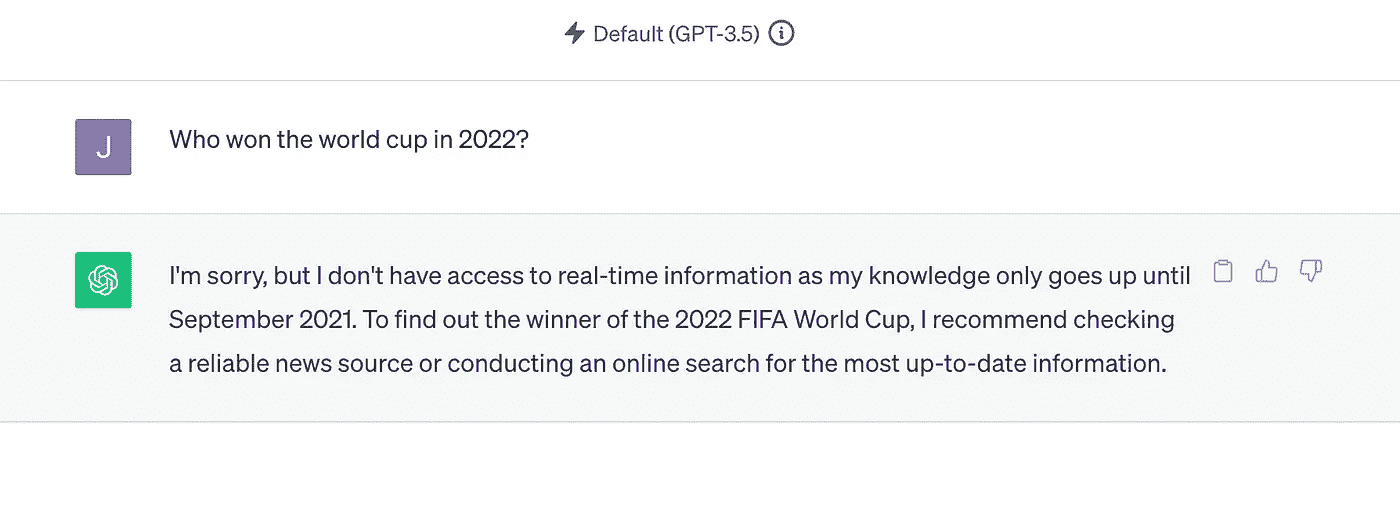 Default (GPT-3.5)
J
Who won the world cup in 2022?
I'm sorry, but I don't have access to real-time information as my knowledge only goes up until
September 2021. To find out the winner of the 2022 FIFA World Cup, I recommend checking
a reliable news source or conducting an online search for the most up-to-date information.